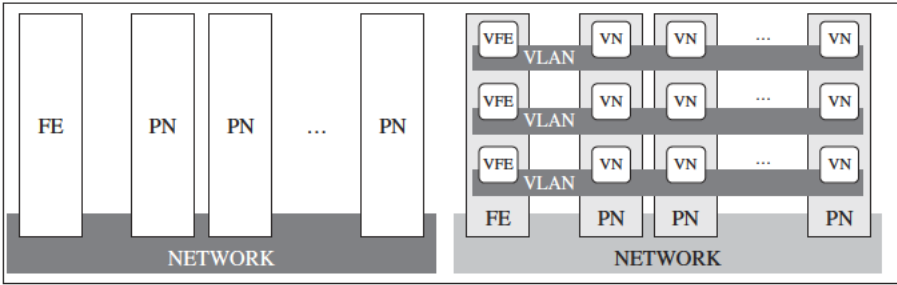 FE PN PN ... PN
NETWORK
VFE VN VN ... VN
VLAN
VFE VN VN ... VN
VLAN
VFE VN VN ... VN
VLAN
FE PN PN PN
NETWORK